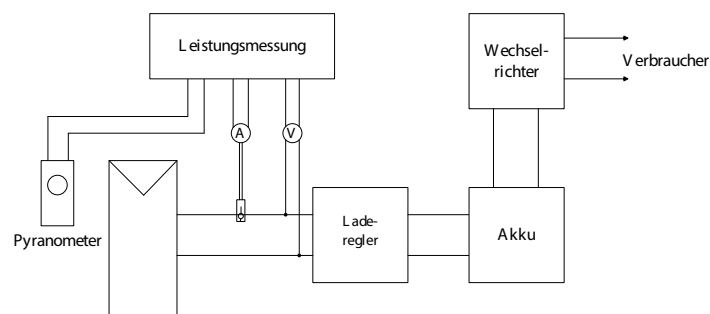 Leistungsmessung
Wechsel-
richter
Verbraucher
A
V
Pyranometer
Lade-
regler
Akku